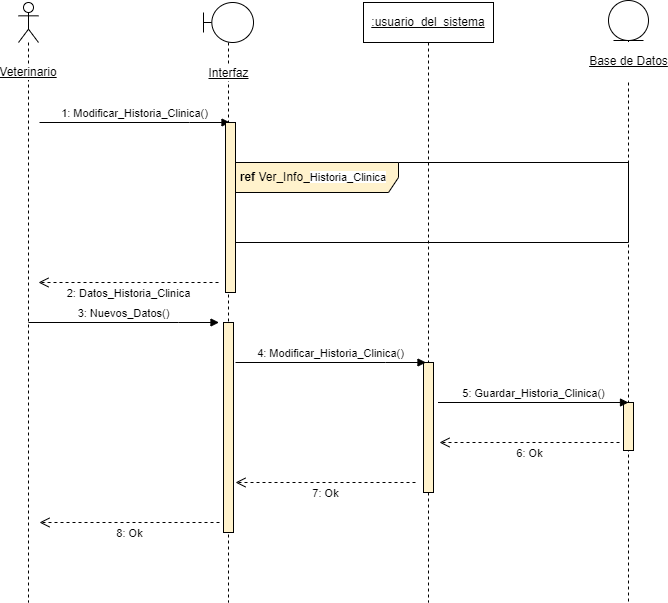 :usuario_del_sistema
Base de Datos
Veterinario
Interfaz
1: Modificar_Historia_Clinica()
ref Ver_Info_Historia_Clinica
2: Datos_Historia_Clinica
3: Nuevos_Datos()
4: Modificar_Historia_Clinica()
5: Guardar_Historia_Clinica()
6: Ok
7: Ok
8: Ok